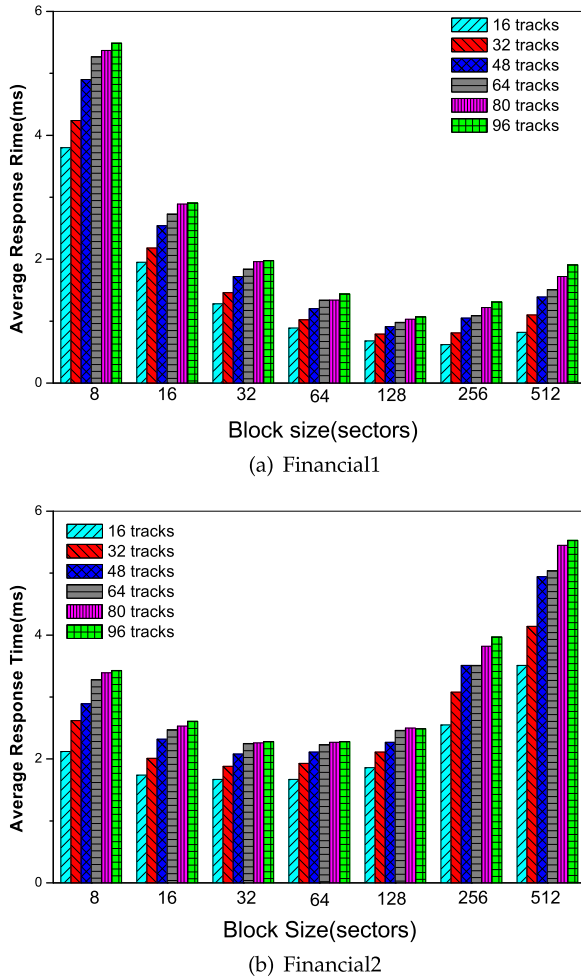 6
4
2
0
Average Response Rime(ms)
16 tracks
32 tracks
48 tracks
64 tracks
80 tracks
96 tracks
8 16 32 64 128 256 512
Block size(sectors)
(a) Financial1
6
4
2
0
Average Response Time(ms)
16 tracks
32 tracks
48 tracks
64 tracks
80 tracks
96 tracks
8 16 32 64 128 256 512
Block Size(sectors)
(b) Financial2